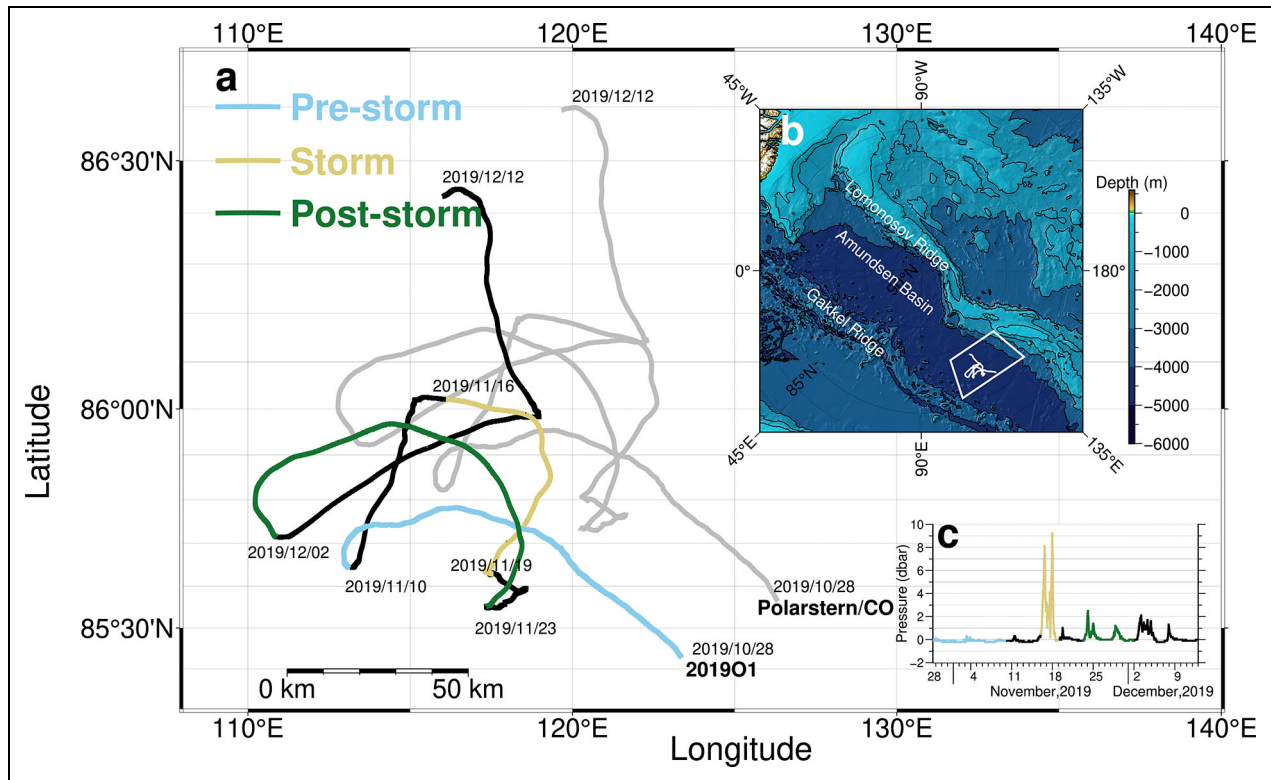 110°E 120°E 130°E 140°E
a
Pre-storm
Storm
Post-storm
2019/12/12
2019/12/12
86°30'N
2019/11/16
86°00'N
2019/12/02
2019/11/10
2019/11/19
2019/11/23
2019/10/28
Polarstern/CO
2019/10/28
2019O1
85°30'N
0 km 50 km
Latitude
110°E 120°E 130°E 140°E
Longitude
b
45°W 90°W 135°W
0° 180°
45°E 90°E 135°E
Lomonosov Ridge
Amundsen Basin
Gakkel Ridge
85°N
Depth (m)
0
−1000
−2000
−3000
−4000
−5000
−6000
c
Pressure (dbar)
10
8
6
4
2
0
−2
28 4 11 18 25 2 9
November,2019 December,2019